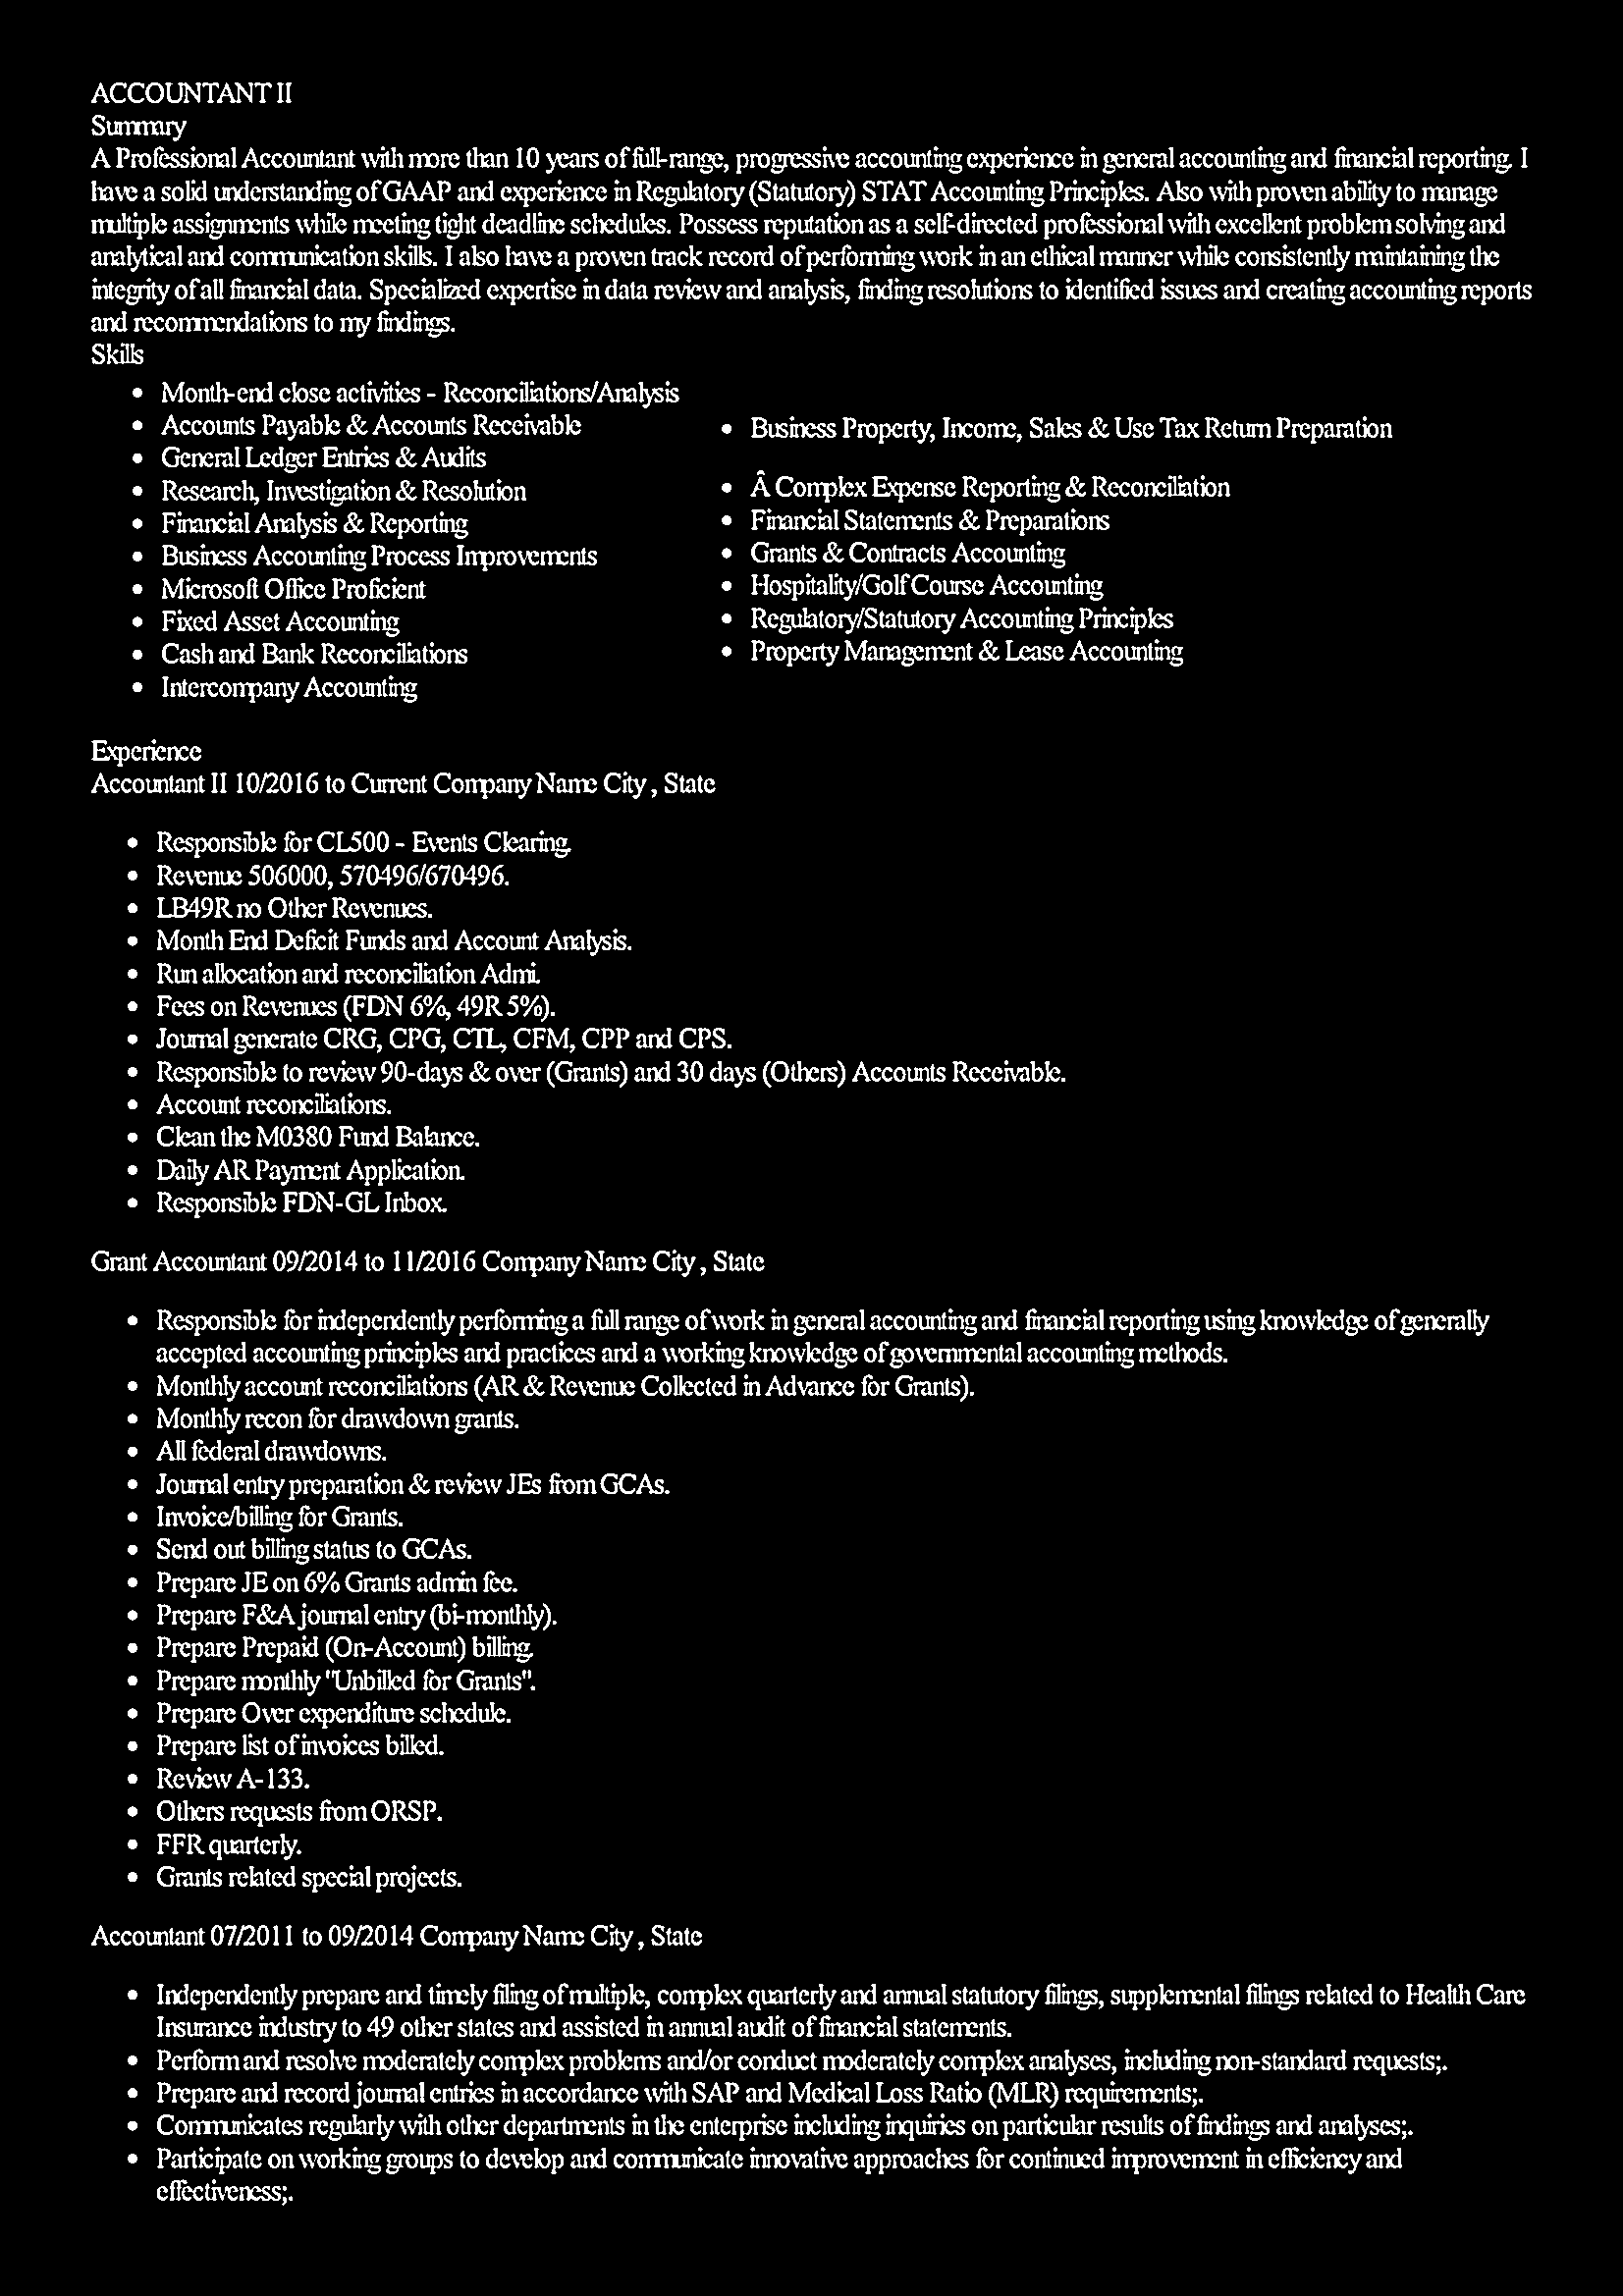 ACCOUNTANT II
Summary
A Professional Accountant with more than 10 years of full-range, progressive accounting experience in general accounting and financial reporting. I
have a solid understanding of GAAP and experience in Regulatory (Statutory) STAT Accounting Principles. Also with proven ability to manage
multiple assignments while meeting tight deadline schedules. Possess reputation as a self-directed professional with excellent problem solving and
analytical and communication skills. I also have a proven track record of performing work in an ethical manner while consistently maintaining the
integrity of all financial data. Specialized expertise in data review and analysis, finding resolutions to identified issues and creating accounting reports
and recommendations to my findings.
Skills
• Month-end close activities - Reconciliations/Analysis
• Accounts Payable & Accounts Receivable
• General Ledger Entries & Audits
• Research, Investigation & Resolution
• Financial Analysis & Reporting
• Business Accounting Process Improvements
• Microsoft Office Proficient
• Fixed Asset Accounting
• Cash and Bank Reconciliations
• Intercompany Accounting
• Business Property, Income, Sales & Use Tax Return Preparation
• Â Complex Expense Reporting & Reconciliation
• Financial Statements & Preparations
• Grants & Contracts Accounting
• Hospitality/Golf Course Accounting
• Regulatory/Statutory Accounting Principles
• Property Management & Lease Accounting
Experience
Accountant II 10/2016 to Current Company Name City , State
• Responsible for CL500 - Events Clearing.
• Revenue 506000, 570496/670496.
• LB49R no Other Revenues.
• Month End Deficit Funds and Account Analysis.
• Run allocation and reconciliation Admi.
• Fees on Revenues (FDN 6%, 49R 5%).
• Journal generate CRG, CPG, CTL, CFM, CPP and CPS.
• Responsible to review 90-days & over (Grants) and 30 days (Others) Accounts Receivable.
• Account reconciliations.
• Clean the M0380 Fund Balance.
• Daily AR Payment Application.
• Responsible FDN-GL Inbox.
Grant Accountant 09/2014 to 11/2016 Company Name City , State
• Responsible for independently performing a full range of work in general accounting and financial reporting using knowledge of generally
accepted accounting principles and practices and a working knowledge of governmental accounting methods.
• Monthly account reconciliations (AR & Revenue Collected in Advance for Grants).
• Monthly recon for drawdown grants.
• All federal drawdowns.
• Journal entry preparation & review JEs from GCAs.
• Invoice/billing for Grants.
• Send out billing status to GCAs.
• Prepare JE on 6% Grants admin fee.
• Prepare F&A journal entry (bi-monthly).
• Prepare Prepaid (On-Account) billing.
• Prepare monthly "Unbilled for Grants".
• Prepare Over expenditure schedule.
• Prepare list of invoices billed.
• Review A-133.
• Others requests from ORSP.
• FFR quarterly.
• Grants related special projects.
Accountant 07/2011 to 09/2014 Company Name City , State
• Independently prepare and timely filing of multiple, complex quarterly and annual statutory filings, supplemental filings related to Health Care
Insurance industry to 49 other states and assisted in annual audit of financial statements.
• Perform and resolve moderately complex problems and/or conduct moderately complex analyses, including non-standard requests;.
• Prepare and record journal entries in accordance with SAP and Medical Loss Ratio (MLR) requirements;.
• Communicates regularly with other departments in the enterprise including inquiries on particular results of findings and analyses;.
• Participate on working groups to develop and communicate innovative approaches for continued improvement in efficiency and
effectiveness;.